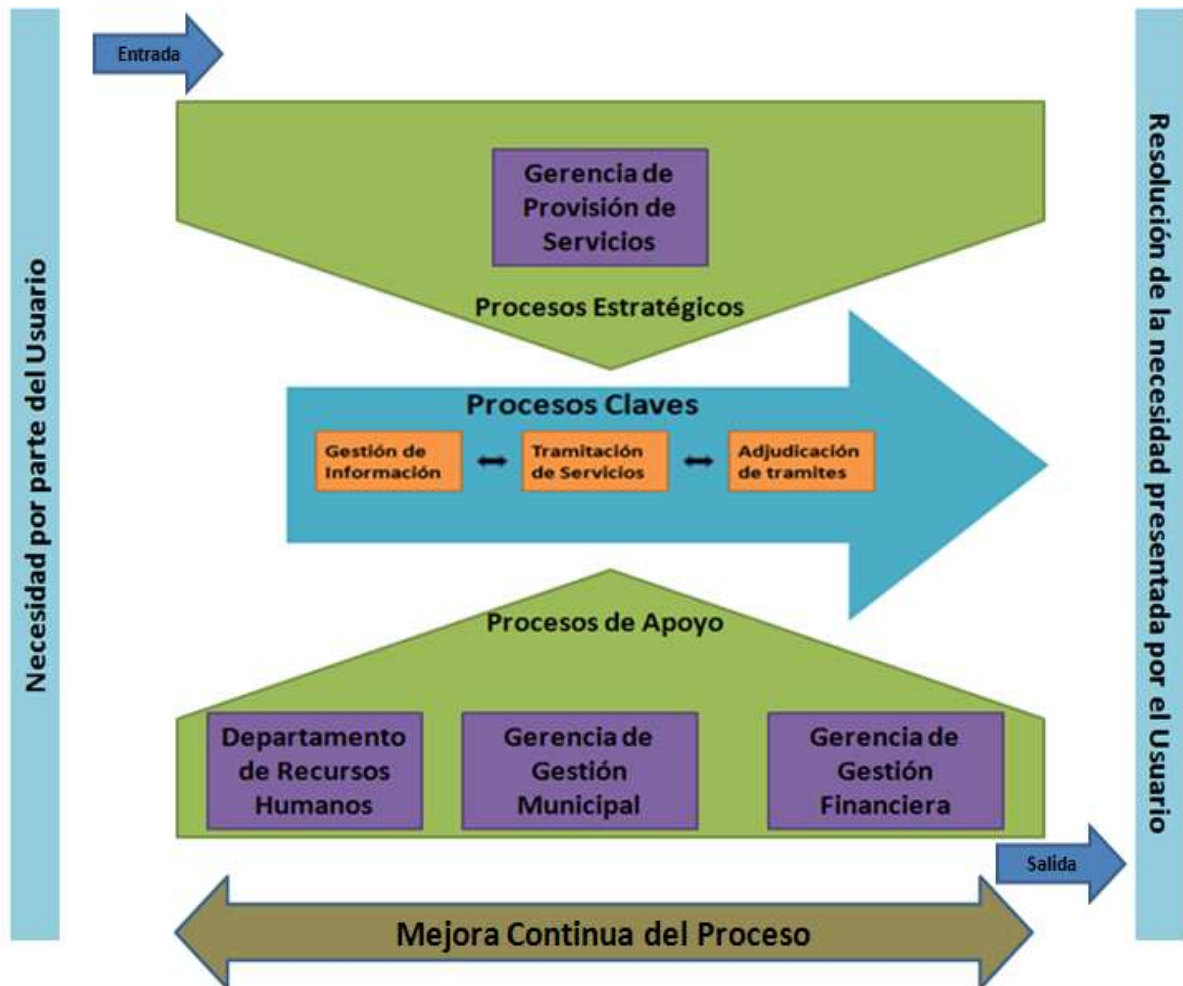 Entrada
Necesidad por parte del Usuario
Gerencia de
Provisión de
Servicios
Procesos Estratégicos
Procesos Claves
Gestión de
Información
Tramitación
de Servicios
Adjudicación
de tramites
Procesos de Apoyo
Departamento
de Recursos
Humanos
Gerencia de
Gestión
Municipal
Gerencia de
Gestión
Financiera
Salida
Resolución de la necesidad presentada por el Usuario
Mejora Continua del Proceso